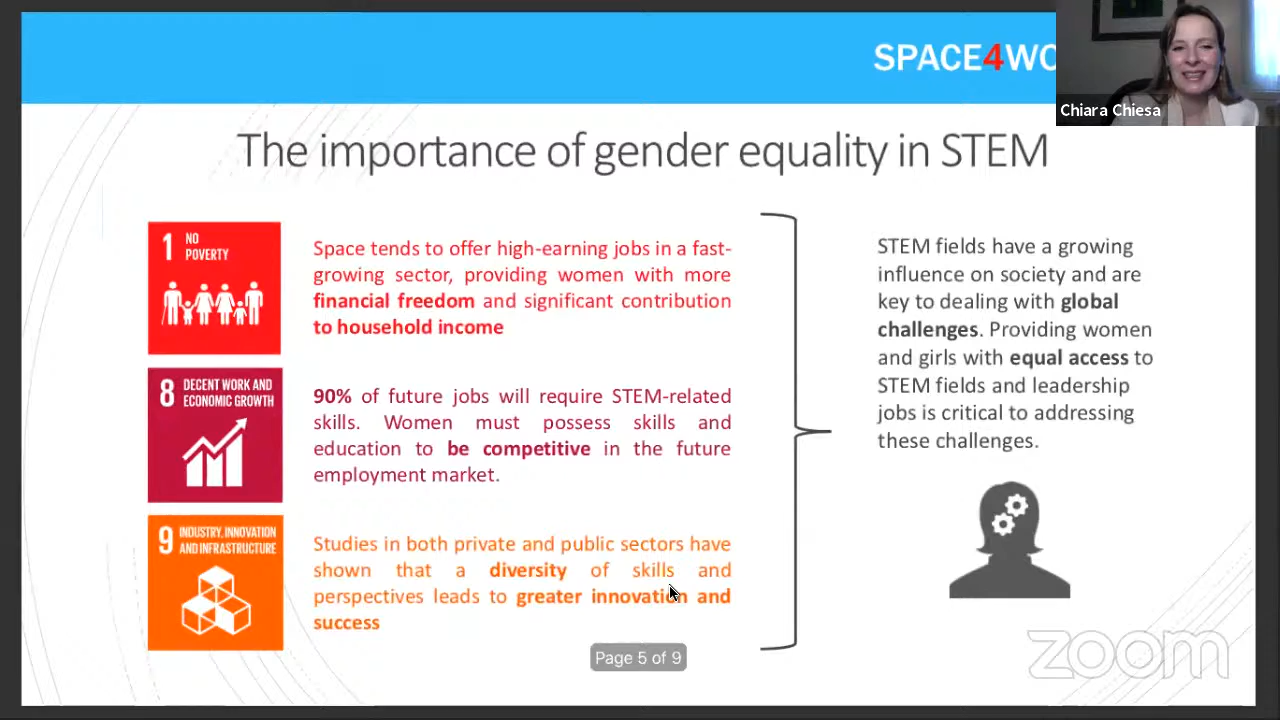 SPACE4WO
Chiara Chiesa
The importance of gender equality in STEM
1 NO
POVERTY
Space tends to offer high-earning jobs in a fast-
growing sector, providing women with more
financial freedom and significant contribution
to household income
8 DECENT WORK AND
ECONOMIC GROWTH
90% of future jobs will require STEM-related
skills. Women must possess skills and
education to be competitive in the future
employment market.
9 INDUSTRY, INNOVATION
AND INFRASTRUCTURE
Studies in both private and public sectors have
shown that a diversity of skills and
perspectives leads to greater innovation and
success
STEM fields have a growing
influence on society and are
key to dealing with global
challenges. Providing women
and girls with equal access to
STEM fields and leadership
jobs is critical to addressing
these challenges.
Page 5 of 9
zoom